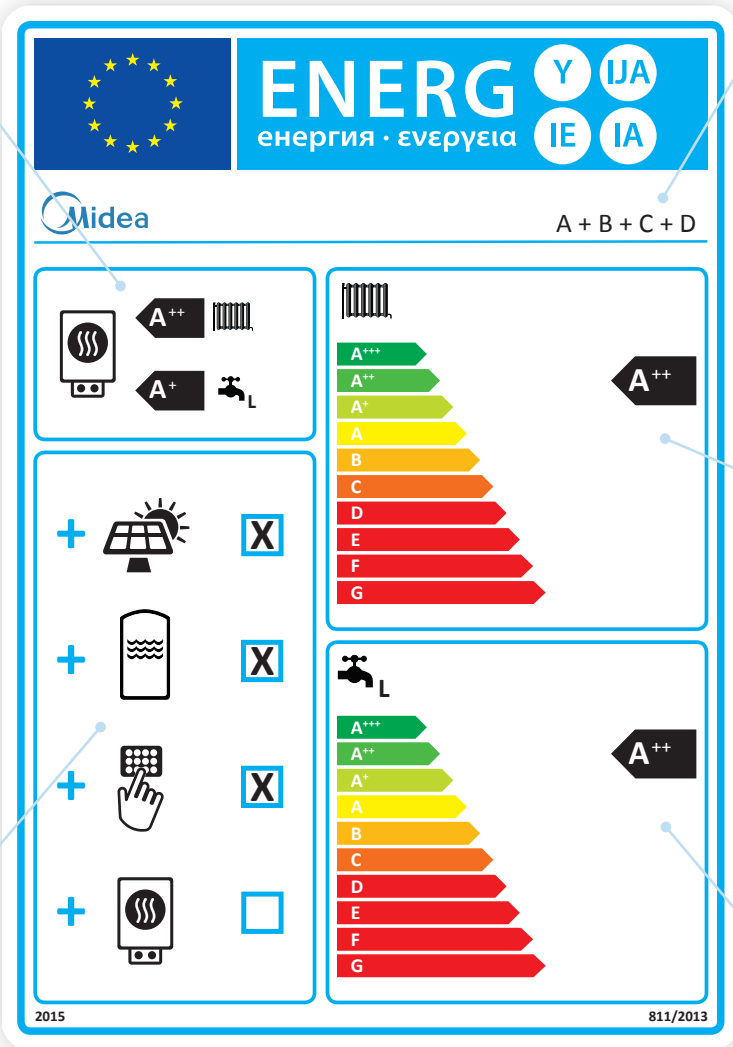 ENERG Y IJA
енергия · ενεργεια IE IA
Midea
A + B + C + D
A++
A+
L
X
X
X
A+++
A++
A+
A
B
C
D
E
F
G
A++
L
A+++
A++
A+
A
B
C
D
E
F
G
A++
2015
811/2013